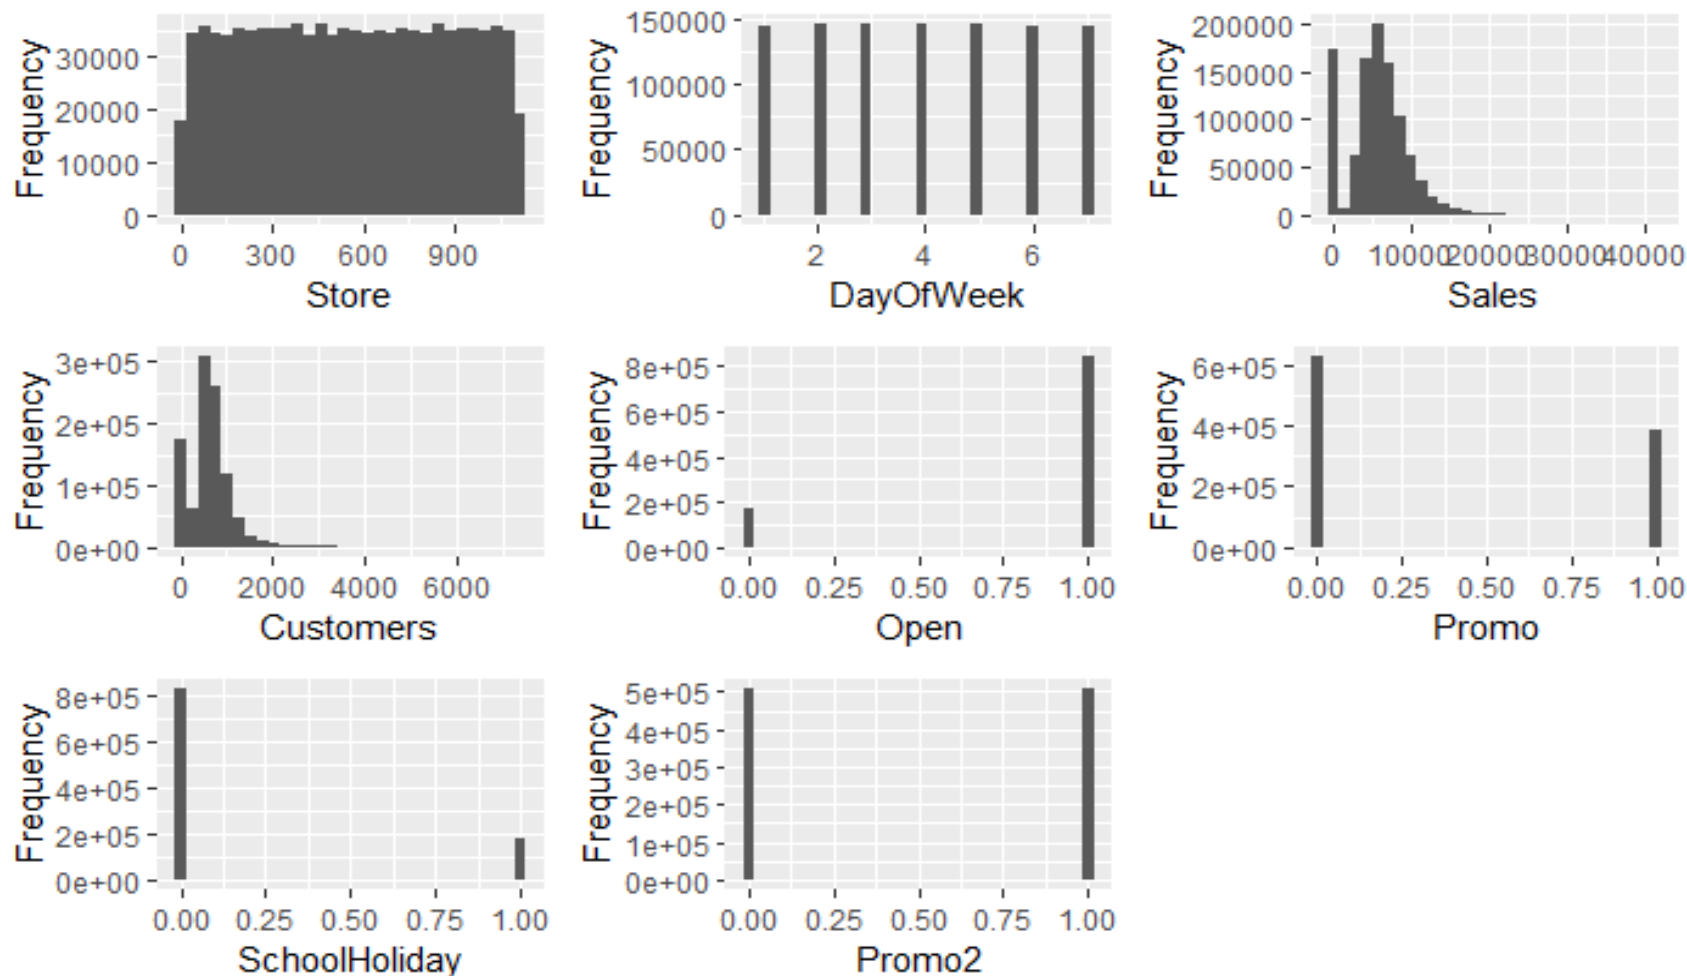 Frequency
30000
20000
10000
0
0 300 600 900
Store
Frequency
150000
100000
50000
0
2 4 6
DayOfWeek
Frequency
200000
150000
100000
50000
0
0 10000 20000 30000 40000
Sales
Frequency
3e+05
2e+05
1e+05
0e+00
0 2000 4000 6000
Customers
Frequency
8e+05
6e+05
4e+05
2e+05
0e+00
0.00 0.25 0.50 0.75 1.00
Open
Frequency
6e+05
4e+05
2e+05
0e+00
0.00 0.25 0.50 0.75 1.00
Promo
Frequency
8e+05
6e+05
4e+05
2e+05
0e+00
0.00 0.25 0.50 0.75 1.00
SchoolHoliday
Frequency
5e+05
4e+05
3e+05
2e+05
1e+05
0e+00
0.00 0.25 0.50 0.75 1.00
Promo2